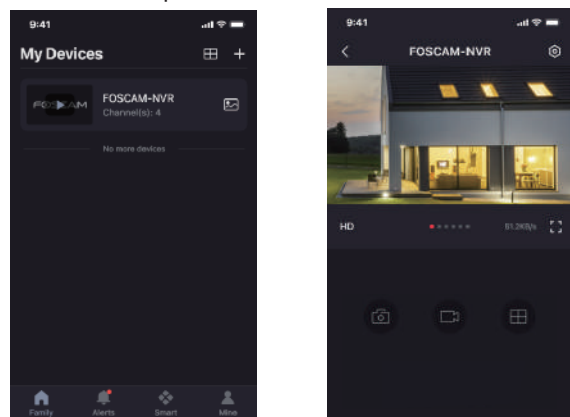 9:41
My Devices
FOSCAM
FOSCAM-NVR
Channel(s): 4
No more devices
Family Alerts Smart Mine
9:41
FOSCAM-NVR
HD 81.2KB/s